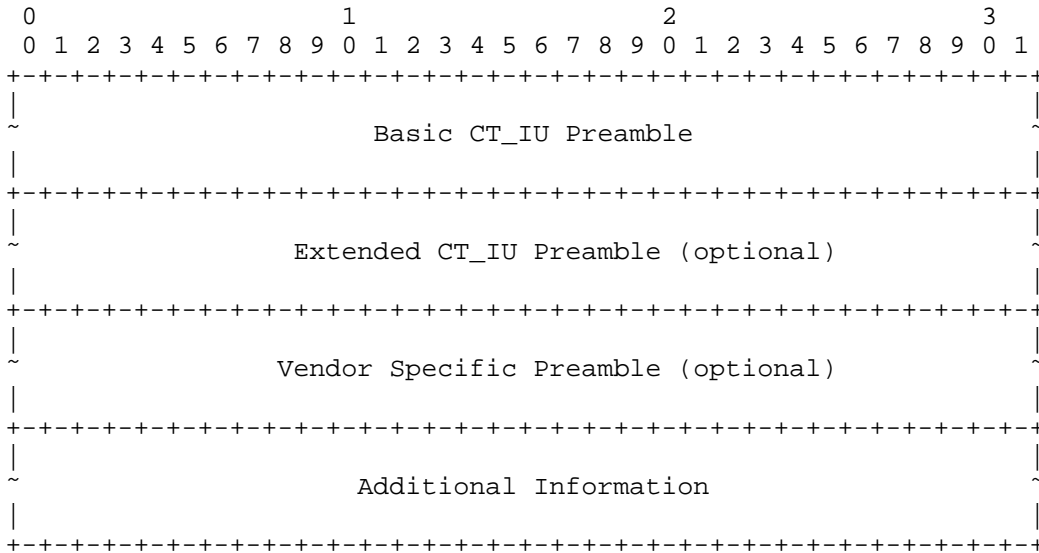 0                   1                   2                   3
 0 1 2 3 4 5 6 7 8 9 0 1 2 3 4 5 6 7 8 9 0 1 2 3 4 5 6 7 8 9 0 1
+-+-+-+-+-+-+-+-+-+-+-+-+-+-+-+-+-+-+-+-+-+-+-+-+-+-+-+-+-+-+-+-+
|                                                               |
~                     Basic CT_IU Preamble                     ~
|                                                               |
+-+-+-+-+-+-+-+-+-+-+-+-+-+-+-+-+-+-+-+-+-+-+-+-+-+-+-+-+-+-+-+-+
|                                                               |
~                Extended CT_IU Preamble (optional)            ~
|                                                               |
+-+-+-+-+-+-+-+-+-+-+-+-+-+-+-+-+-+-+-+-+-+-+-+-+-+-+-+-+-+-+-+-+
|                                                               |
~               Vendor Specific Preamble (optional)            ~
|                                                               |
+-+-+-+-+-+-+-+-+-+-+-+-+-+-+-+-+-+-+-+-+-+-+-+-+-+-+-+-+-+-+-+-+
|                                                               |
~                    Additional Information                    ~
|                                                               |
+-+-+-+-+-+-+-+-+-+-+-+-+-+-+-+-+-+-+-+-+-+-+-+-+-+-+-+-+-+-+-+-+